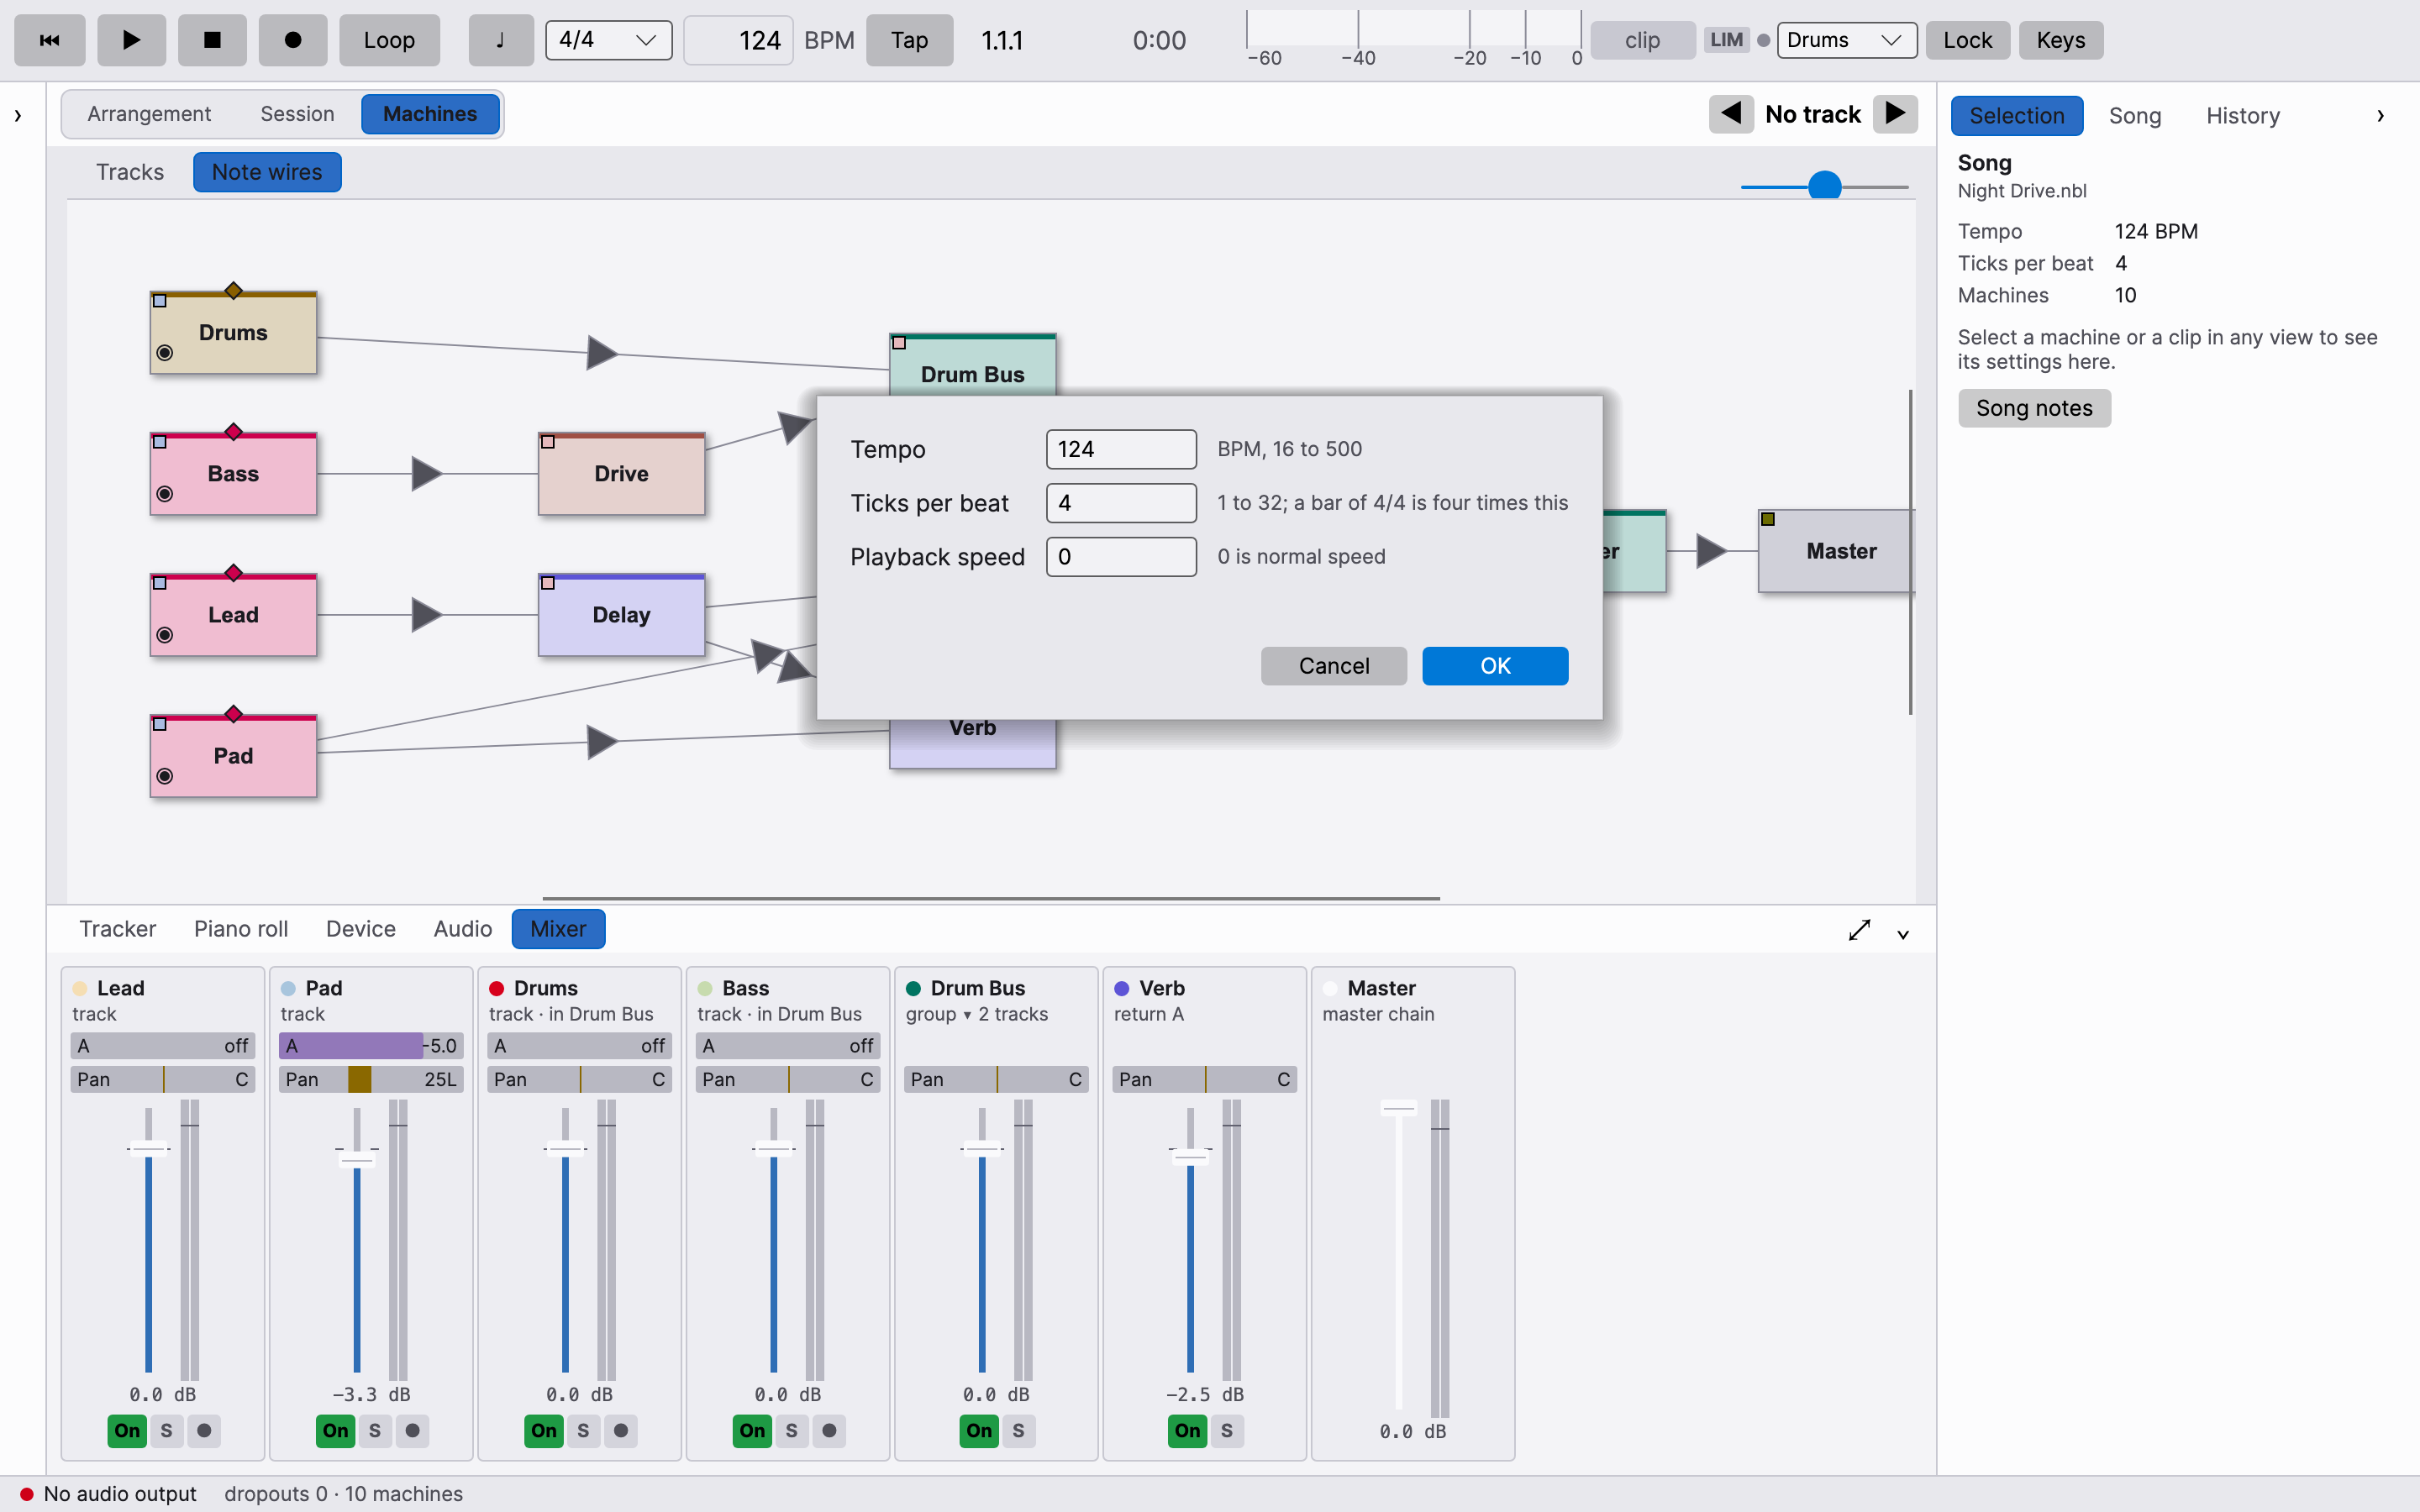 Loop
4/4
124 BPM
Tap
1.1.1
0:00
−60 −40 −20 −10 0
clip
LIM
Drums
Lock
Keys
Arrangement
Session
Machines
No track
Selection
Song
History
Tracks
Note wires
Song
Night Drive.nbl
Tempo 124 BPM
Ticks per beat 4
Machines 10
Select a machine or a clip in any view to see
its settings here.
Song notes
Drums
Drum Bus
Bass
Drive
Lead
Delay
Pad
Verb
er
Master
Tempo 124 BPM, 16 to 500
Ticks per beat 4 1 to 32; a bar of 4/4 is four times this
Playback speed 0 0 is normal speed
Cancel
OK
Tracker
Piano roll
Device
Audio
Mixer
Lead
track
A off
Pan C
0.0 dB
On S
Pad
track
A -5.0
Pan 25L
−3.3 dB
On S
Drums
track · in Drum Bus
A off
Pan C
0.0 dB
On S
Bass
track · in Drum Bus
A off
Pan C
0.0 dB
On S
Drum Bus
group ▾ 2 tracks
Pan C
0.0 dB
On S
Verb
return A
Pan C
−2.5 dB
On S
Master
master chain
0.0 dB
No audio output
dropouts 0 · 10 machines